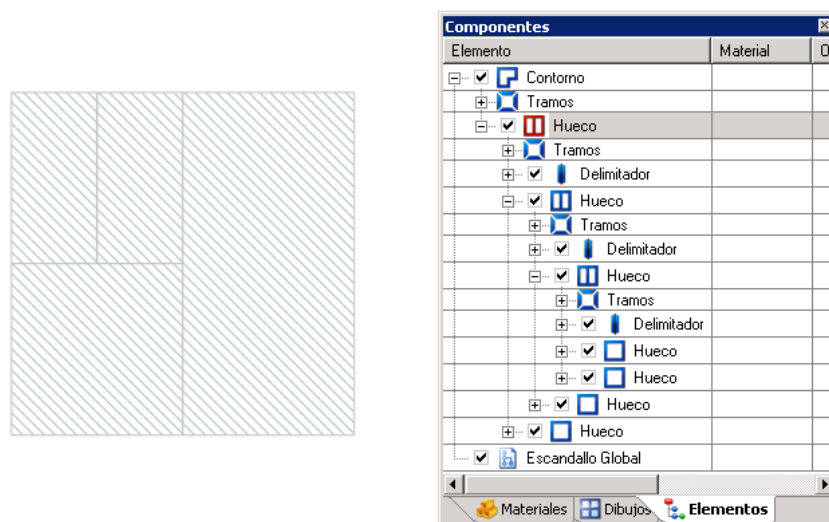 Componentes
Elemento Material
Contorno
Tramos
Hueco
Tramos
Delimitador
Hueco
Tramos
Delimitador
Hueco
Tramos
Delimitador
Hueco
Hueco
Hueco
Hueco
Escandallo Global
Materiales Dibujos Elementos